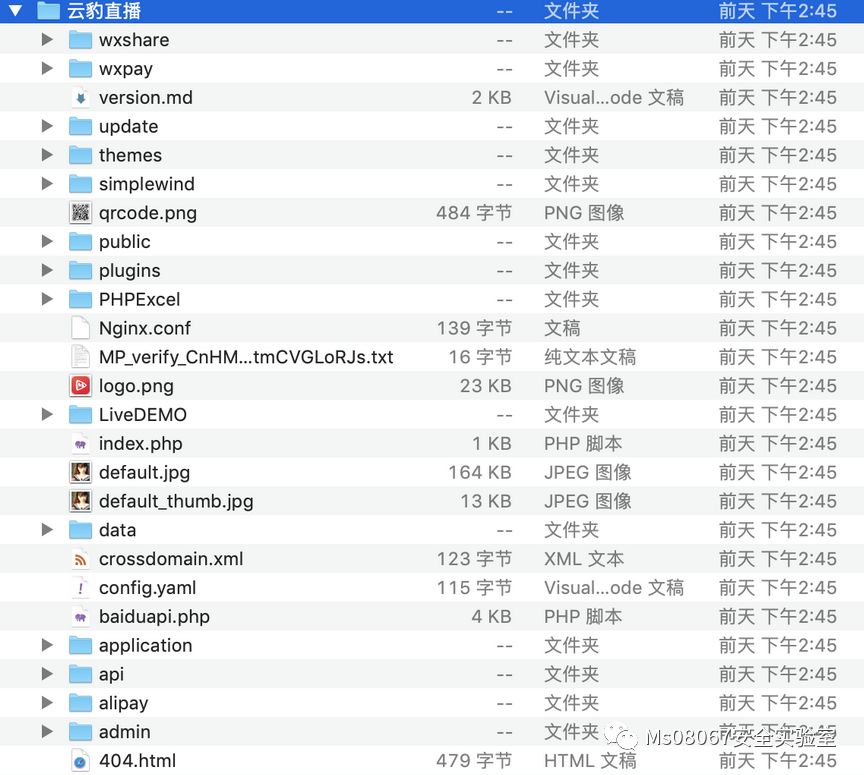 云豹直播 -- 文件夹 前天 下午2:45
wxshare -- 文件夹 前天 下午2:45
wxpay -- 文件夹 前天 下午2:45
version.md 2 KB Visual...ode 文稿 前天 下午2:45
update -- 文件夹 前天 下午2:45
themes -- 文件夹 前天 下午2:45
simplewind -- 文件夹 前天 下午2:45
qrcode.png 484 字节 PNG 图像 前天 下午2:45
public -- 文件夹 前天 下午2:45
plugins -- 文件夹 前天 下午2:45
PHPExcel -- 文件夹 前天 下午2:45
Nginx.conf 139 字节 文稿 前天 下午2:45
MP_verify_CnHM...tmCVGLoRJs.txt 16 字节 纯文本文稿 前天 下午2:45
logo.png 23 KB PNG 图像 前天 下午2:45
LiveDEMO -- 文件夹 前天 下午2:45
index.php 1 KB PHP 脚本 前天 下午2:45
default.jpg 164 KB JPEG 图像 前天 下午2:45
default_thumb.jpg 13 KB JPEG 图像 前天 下午2:45
data -- 文件夹 前天 下午2:45
crossdomain.xml 123 字节 XML 文本 前天 下午2:45
config.yaml 115 字节 Visual...ode 文稿 前天 下午2:45
baiduapi.php 4 KB PHP 脚本 前天 下午2:45
application -- 文件夹 前天 下午2:45
api -- 文件夹 前天 下午2:45
alipay -- 文件夹 前天 下午2:45
admin -- 文件夹 前天 下午2:45
Ms08067安全实验室
404.html 479 字节 HTML 文稿 前天 下午2:45